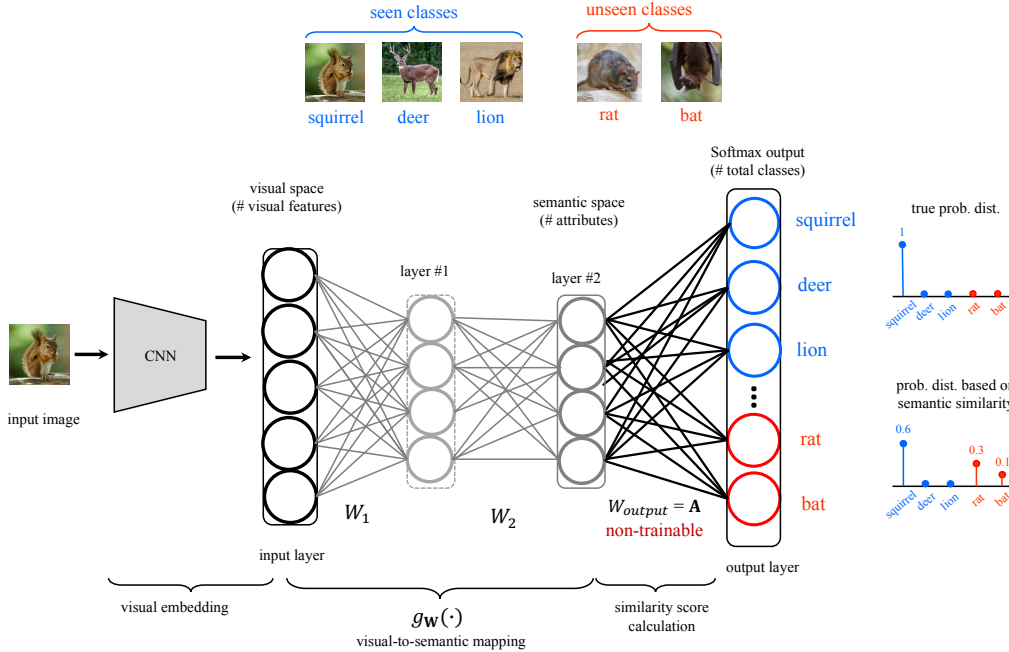 seen classes
unseen classes
squirrel
deer
lion
rat
bat
Softmax output
(# total classes)
visual space
(# visual features)
semantic space
(# attributes)
layer #1
layer #2
squirrel
deer
lion
rat
bat
true prob. dist.
1
squirrel
deer
lion
rat
bat
CNN
input image
prob. dist. based on
semantic similarity
0.6
0.3
0.1
squirrel
deer
lion
rat
bat
W₁
W₂
W_output = A
non-trainable
input layer
output layer
visual embedding
g_W(·)
visual-to-semantic mapping
similarity score
calculation